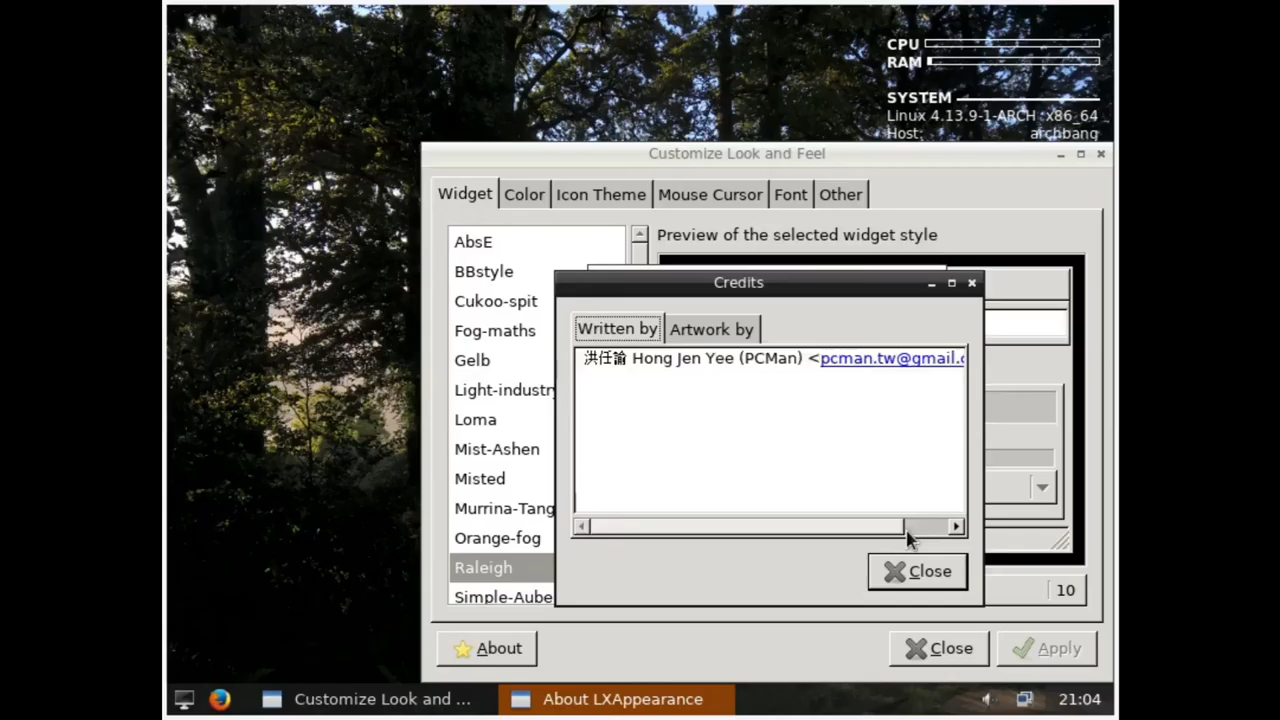 CPU
RAM
SYSTEM
Linux 4.13.9-1-ARCH x86_64
Host: archbang
Customize Look and Feel
Widget Color Icon Theme Mouse Cursor Font Other
AbsE
BBstyle
Cukoo-spit
Fog-maths
Gelb
Light-industry
Loma
Mist-Ashen
Misted
Murrina-Tang
Orange-fog
Raleigh
Simple-Aube
Preview of the selected widget style
Credits
Written by Artwork by
洪任諭 Hong Jen Yee (PCMan) <pcman.tw@gmail.c
Close
10
About Close Apply
Customize Look and ... About LXAppearance 21:04